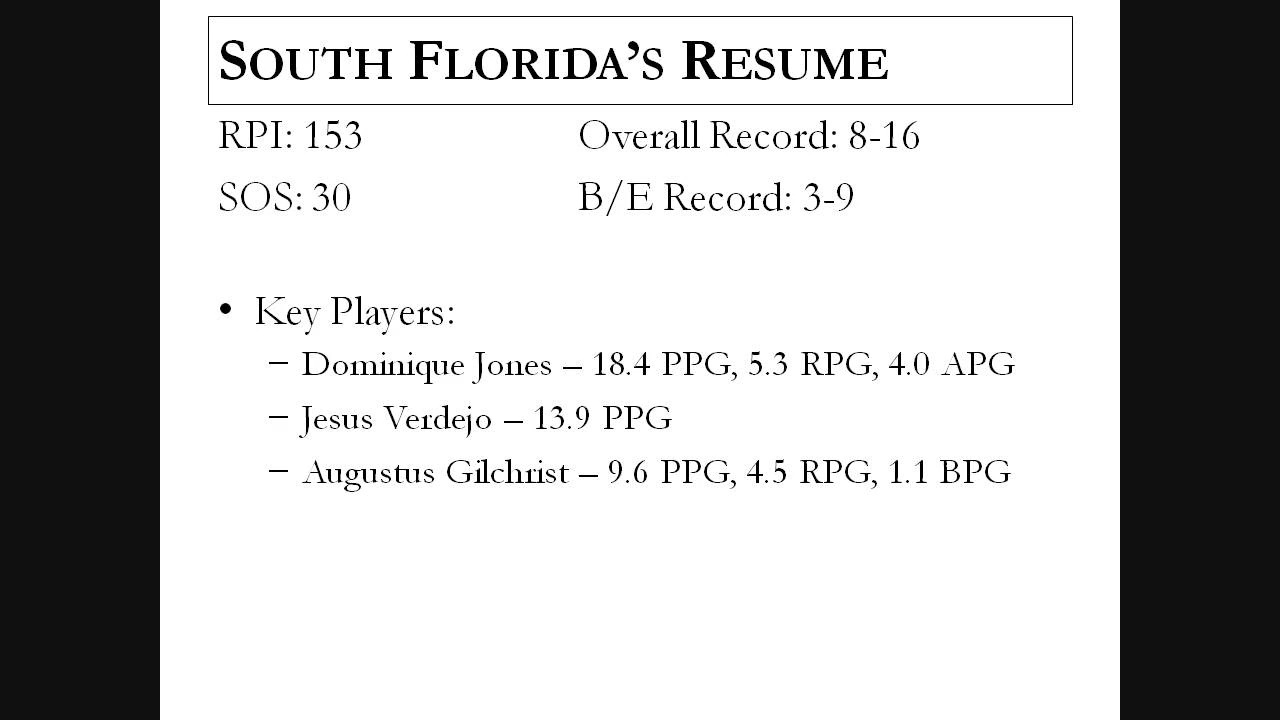 SOUTH FLORIDA'S RESUME
RPI: 153 Overall Record: 8-16
SOS: 30 B/E Record: 3-9
• Key Players:
– Dominique Jones – 18.4 PPG, 5.3 RPG, 4.0 APG
– Jesus Verdejo – 13.9 PPG
– Augustus Gilchrist – 9.6 PPG, 4.5 RPG, 1.1 BPG